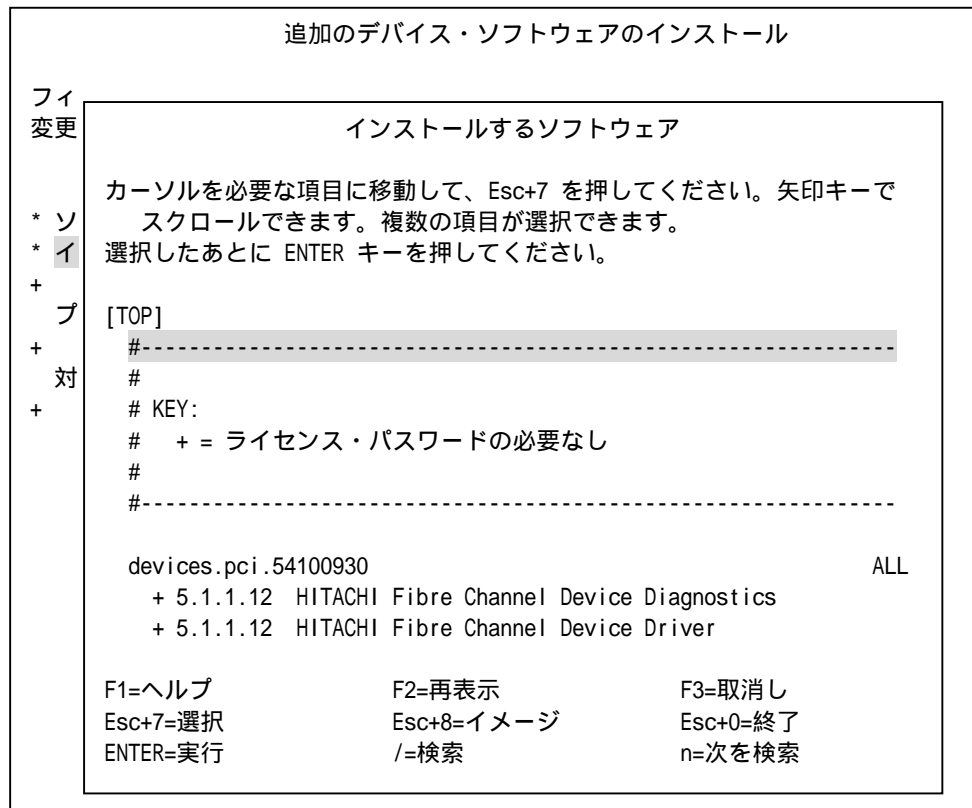 追加のデバイス・ソフトウェアのインストール
フィ
変更
インストールするソフトウェア
カーソルを必要な項目に移動して、Esc+7 を押してください。矢印キーで
* ソ
スクロールできます。複数の項目が選択できます。
* イ
選択したあとに ENTER キーを押してください。
+
プ
[TOP]
+
#---------------------------------------------------------------
対
#
+
# KEY:
#   + = ライセンス・パスワードの必要なし
#
#---------------------------------------------------------------
devices.pci.54100930 ALL
+ 5.1.1.12  HITACHI Fibre Channel Device Diagnostics
+ 5.1.1.12  HITACHI Fibre Channel Device Driver
F1=ヘルプ F2=再表示 F3=取消し
Esc+7=選択 Esc+8=イメージ Esc+0=終了
ENTER=実行 /=検索 n=次を検索